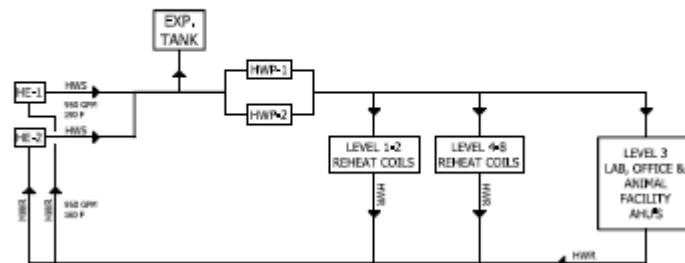 EXP.
TANK
HWP-1
HWP-2
HE-1
HWS
HE-2
HWS
LEVEL 1-2
REHEAT COILS
LEVEL 4-8
REHEAT COILS
LEVEL 3
LAB, OFFICE &
ANIMAL
FACILITY
AHU'S
HWR
HWR
HWR
HWR
HWR